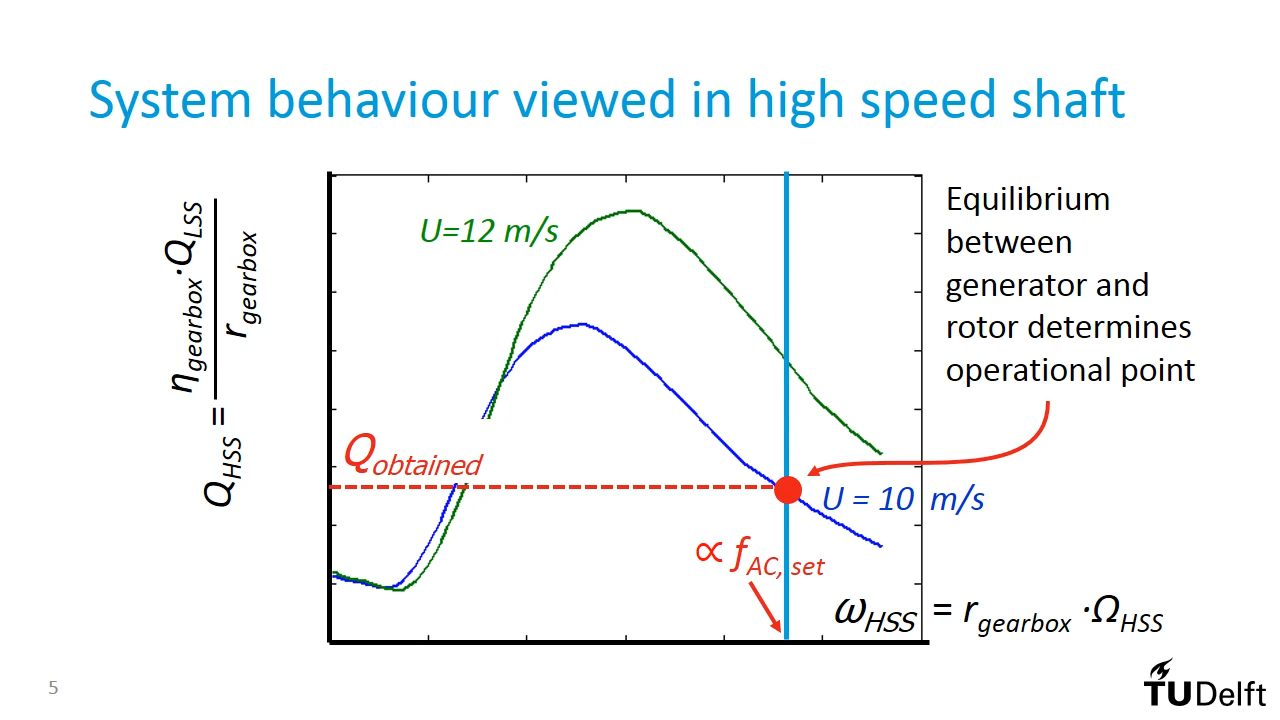 System behaviour viewed in high speed shaft
Q_HSS = η_gearbox·Q_LSS / r_gearbox
U=12 m/s
Equilibrium
between
generator and
rotor determines
operational point
Q_obtained
U = 10 m/s
∝ f_AC, set
ω_HSS = r_gearbox ·Ω_HSS
5
TUDelft